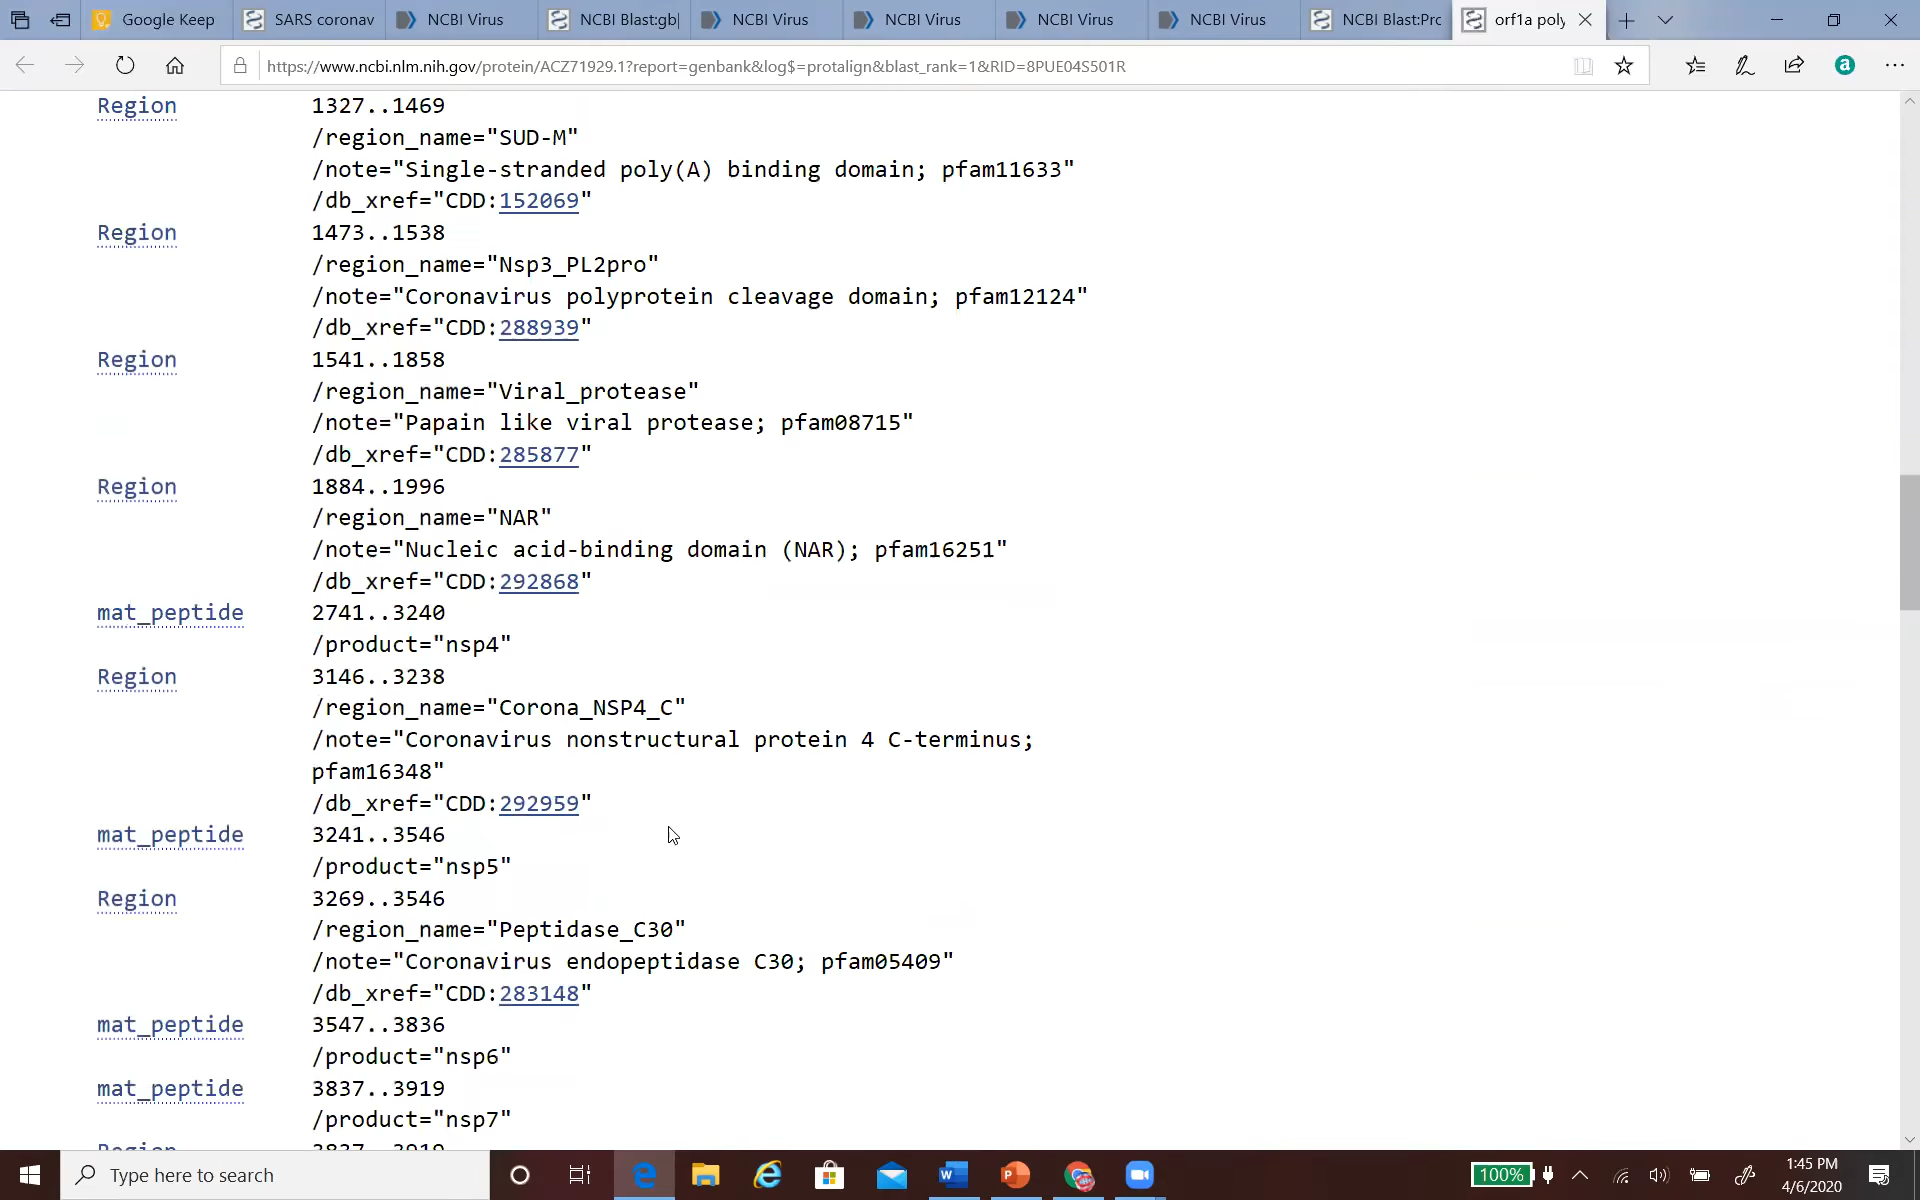 Google Keep
SARS coronav
NCBI Virus
NCBI Blast:gb|
NCBI Virus
NCBI Virus
NCBI Virus
NCBI Virus
NCBI Blast:Prc
orf1a poly
https://www.ncbi.nlm.nih.gov/protein/ACZ71929.1?report=genbank&log$=protalign&blast_rank=1&RID=8PUE04S501R
Region 1327..1469
/region_name="SUD-M"
/note="Single-stranded poly(A) binding domain; pfam11633"
/db_xref="CDD:152069"
Region 1473..1538
/region_name="Nsp3_PL2pro"
/note="Coronavirus polyprotein cleavage domain; pfam12124"
/db_xref="CDD:288939"
Region 1541..1858
/region_name="Viral_protease"
/note="Papain like viral protease; pfam08715"
/db_xref="CDD:285877"
Region 1884..1996
/region_name="NAR"
/note="Nucleic acid-binding domain (NAR); pfam16251"
/db_xref="CDD:292868"
mat_peptide 2741..3240
/product="nsp4"
Region 3146..3238
/region_name="Corona_NSP4_C"
/note="Coronavirus nonstructural protein 4 C-terminus;
pfam16348"
/db_xref="CDD:292959"
mat_peptide 3241..3546
/product="nsp5"
Region 3269..3546
/region_name="Peptidase_C30"
/note="Coronavirus endopeptidase C30; pfam05409"
/db_xref="CDD:283148"
mat_peptide 3547..3836
/product="nsp6"
mat_peptide 3837..3919
/product="nsp7"
Region 3837..3919
Type here to search
100%
1:45 PM
4/6/2020